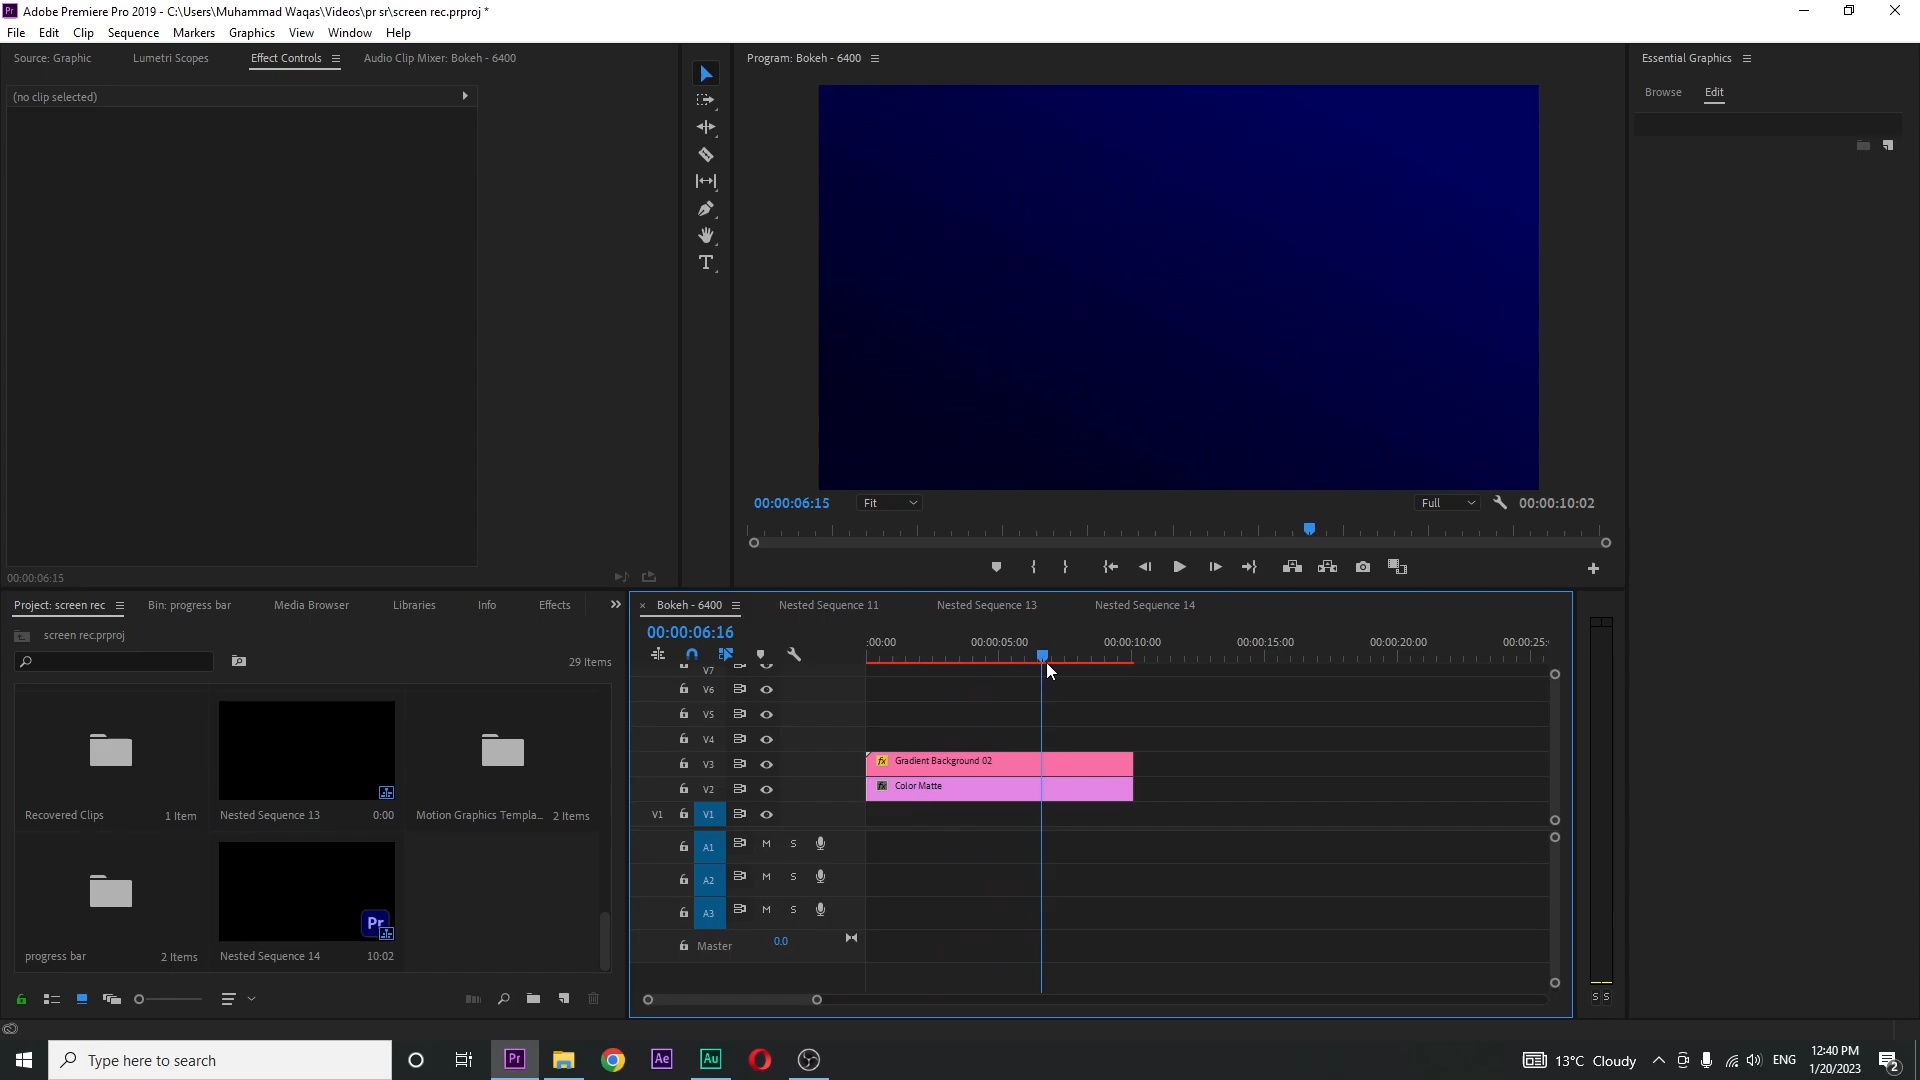 Pr Adobe Premiere Pro 2019 - C:\Users\Muhammad Waqas\Videos\pr sr\screen rec.prproj *
File Edit Clip Sequence Markers Graphics View Window Help
Source: Graphic Lumetri Scopes Effect Controls Audio Clip Mixer: Bokeh - 6400
Program: Bokeh - 6400
Essential Graphics
(no clip selected)
Browse Edit
T
00:00:06:15 Fit Full 00:00:10:02
00:00:06:15
Project: screen rec Bin: progress bar Media Browser Libraries Info Effects
Bokeh - 6400 Nested Sequence 11 Nested Sequence 13 Nested Sequence 14
screen rec.prproj
29 Items
00:00:06:16
:00:00 00:00:05:00 00:00:10:00 00:00:15:00 00:00:20:00 00:00:25:
V7
V6
V5
V4
V3 Gradient Background 02
fx
V2 Color Matte
fx
V1 V1
A1 M S
A2 M S
A3 M S
Master 0.0
Recovered Clips 1 Item
Nested Sequence 13 0:00
Motion Graphics Templa... 2 Items
Pr
progress bar 2 Items
Nested Sequence 14 10:02
S S
Type here to search
Pr Ae Au
13°C Cloudy ENG
12:40 PM
1/20/2023
2